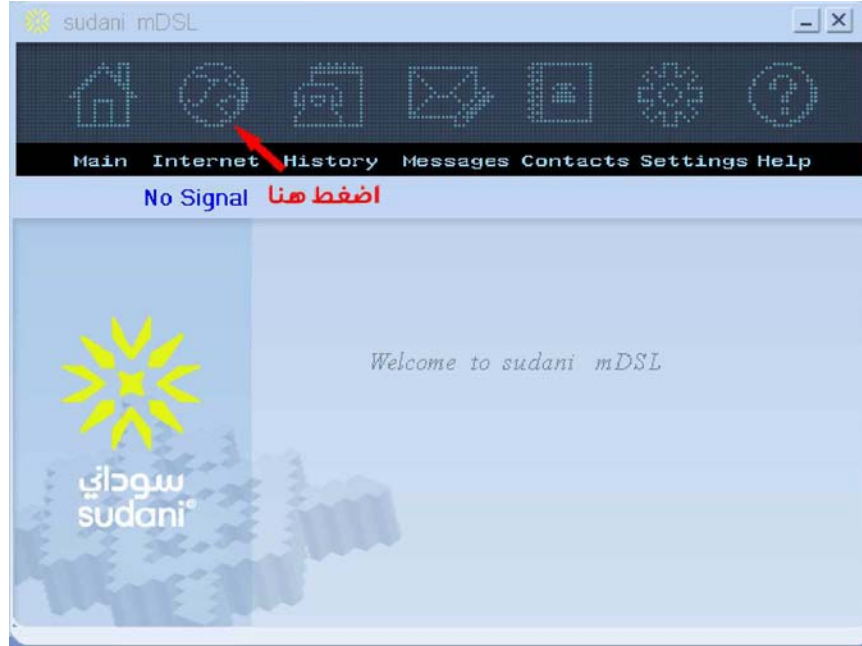 sudani mDSL
Main Internet History Messages Contacts Settings Help
No Signal اضغط هنا
Welcome to sudani mDSL
سوداني
sudani